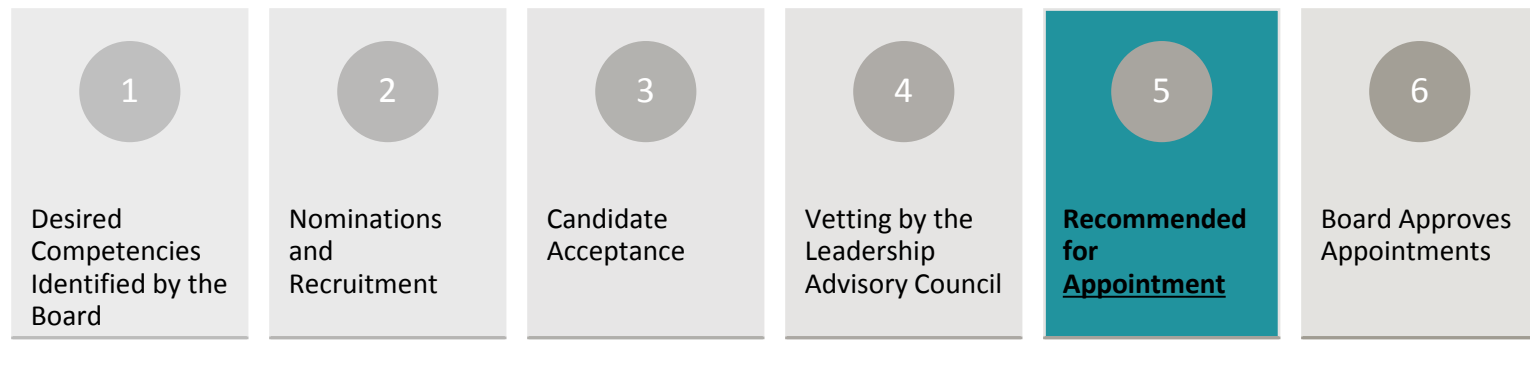 1
Desired
Competencies
Identified by the
Board
2
Nominations
and
Recruitment
3
Candidate
Acceptance
4
Vetting by the
Leadership
Advisory Council
5
Recommended
for
Appointment
6
Board Approves
Appointments